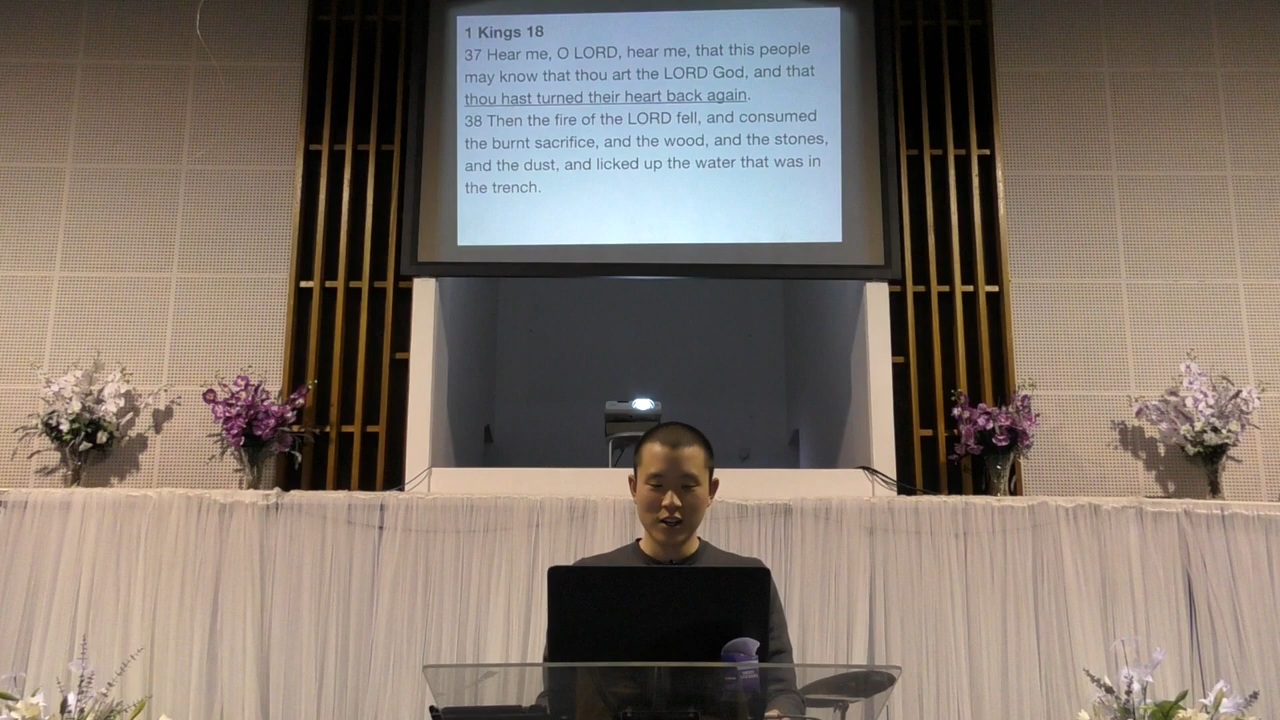 1 Kings 18
37 Hear me, O LORD, hear me, that this people
may know that thou art the LORD God, and that
thou hast turned their heart back again.
38 Then the fire of the LORD fell, and consumed
the burnt sacrifice, and the wood, and the stones,
and the dust, and licked up the water that was in
the trench.